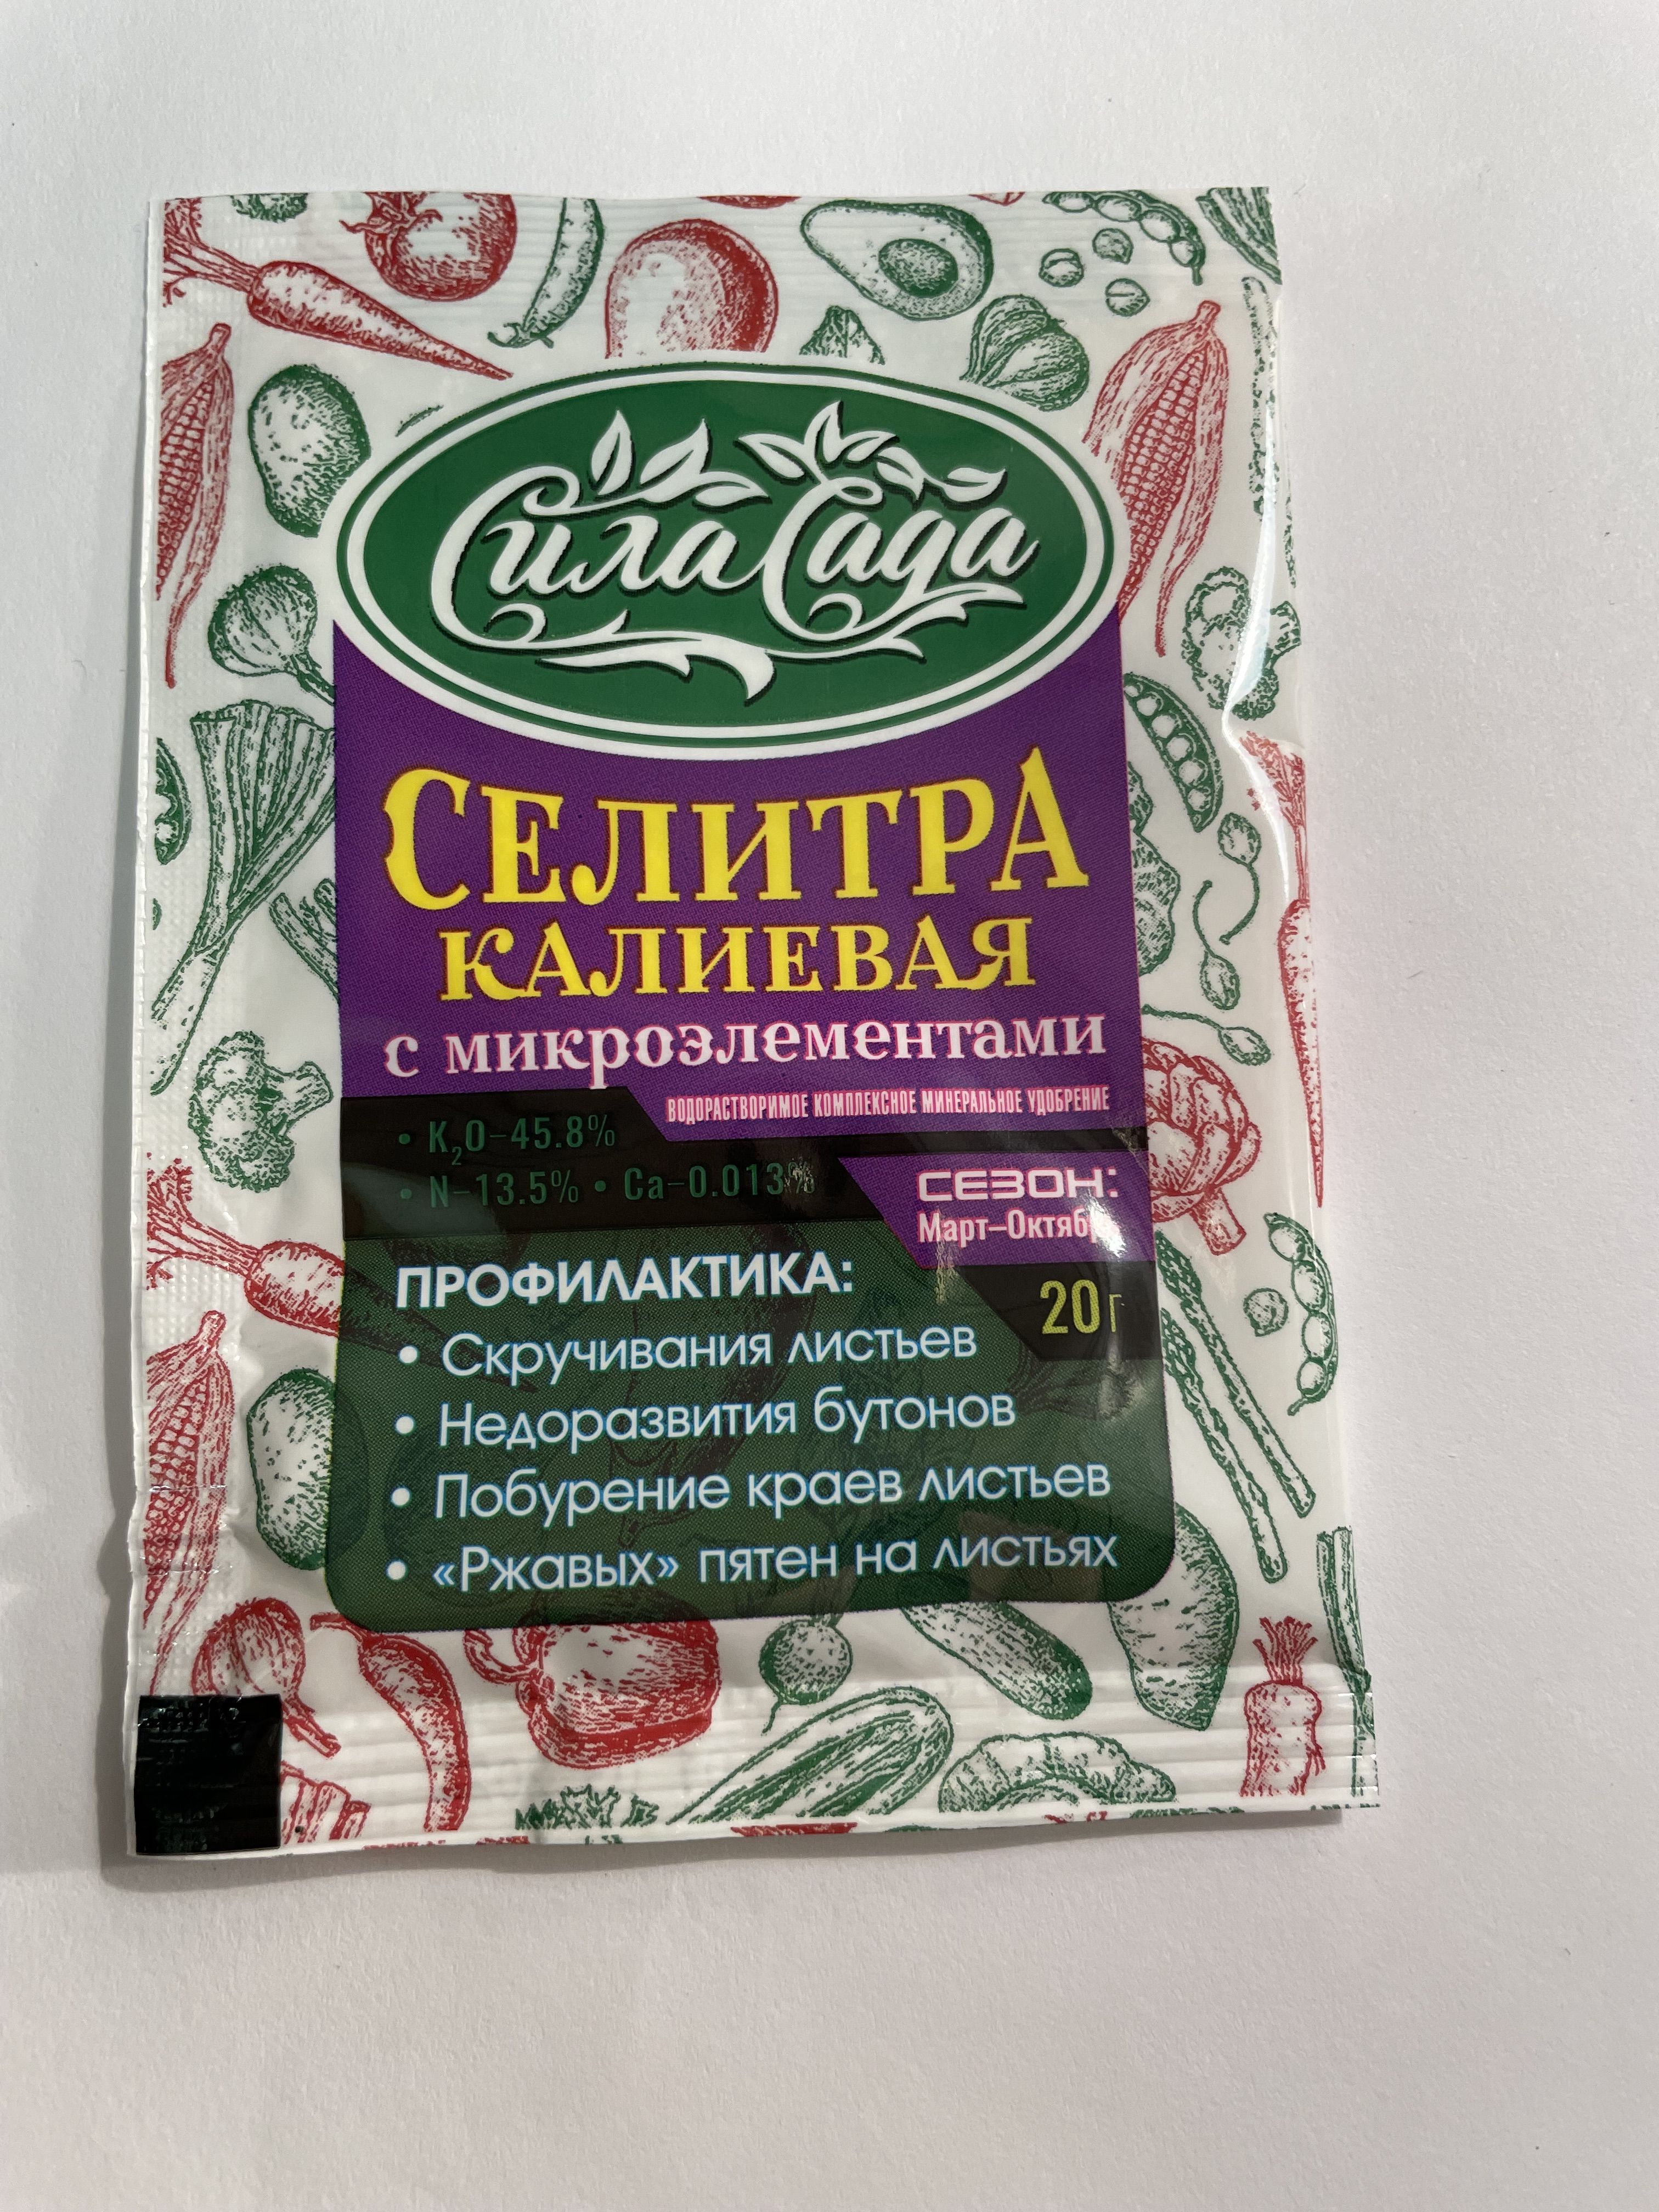 Сила Сада
СЕЛИТРА
КАЛИЕВАЯ
с микроэлементами
ВОДОРАСТВОРИМОЕ КОМПЛЕКСНОЕ МИНЕРАЛЬНОЕ УДОБРЕНИЕ
• K₂O–45.8%
• N–13.5% • Ca–0.013%
СЕЗОН:
Март–Октябрь
20 г
ПРОФИЛАКТИКА:
• Скручивания листьев
• Недоразвития бутонов
• Побурение краев листьев
• «Ржавых» пятен на листьях